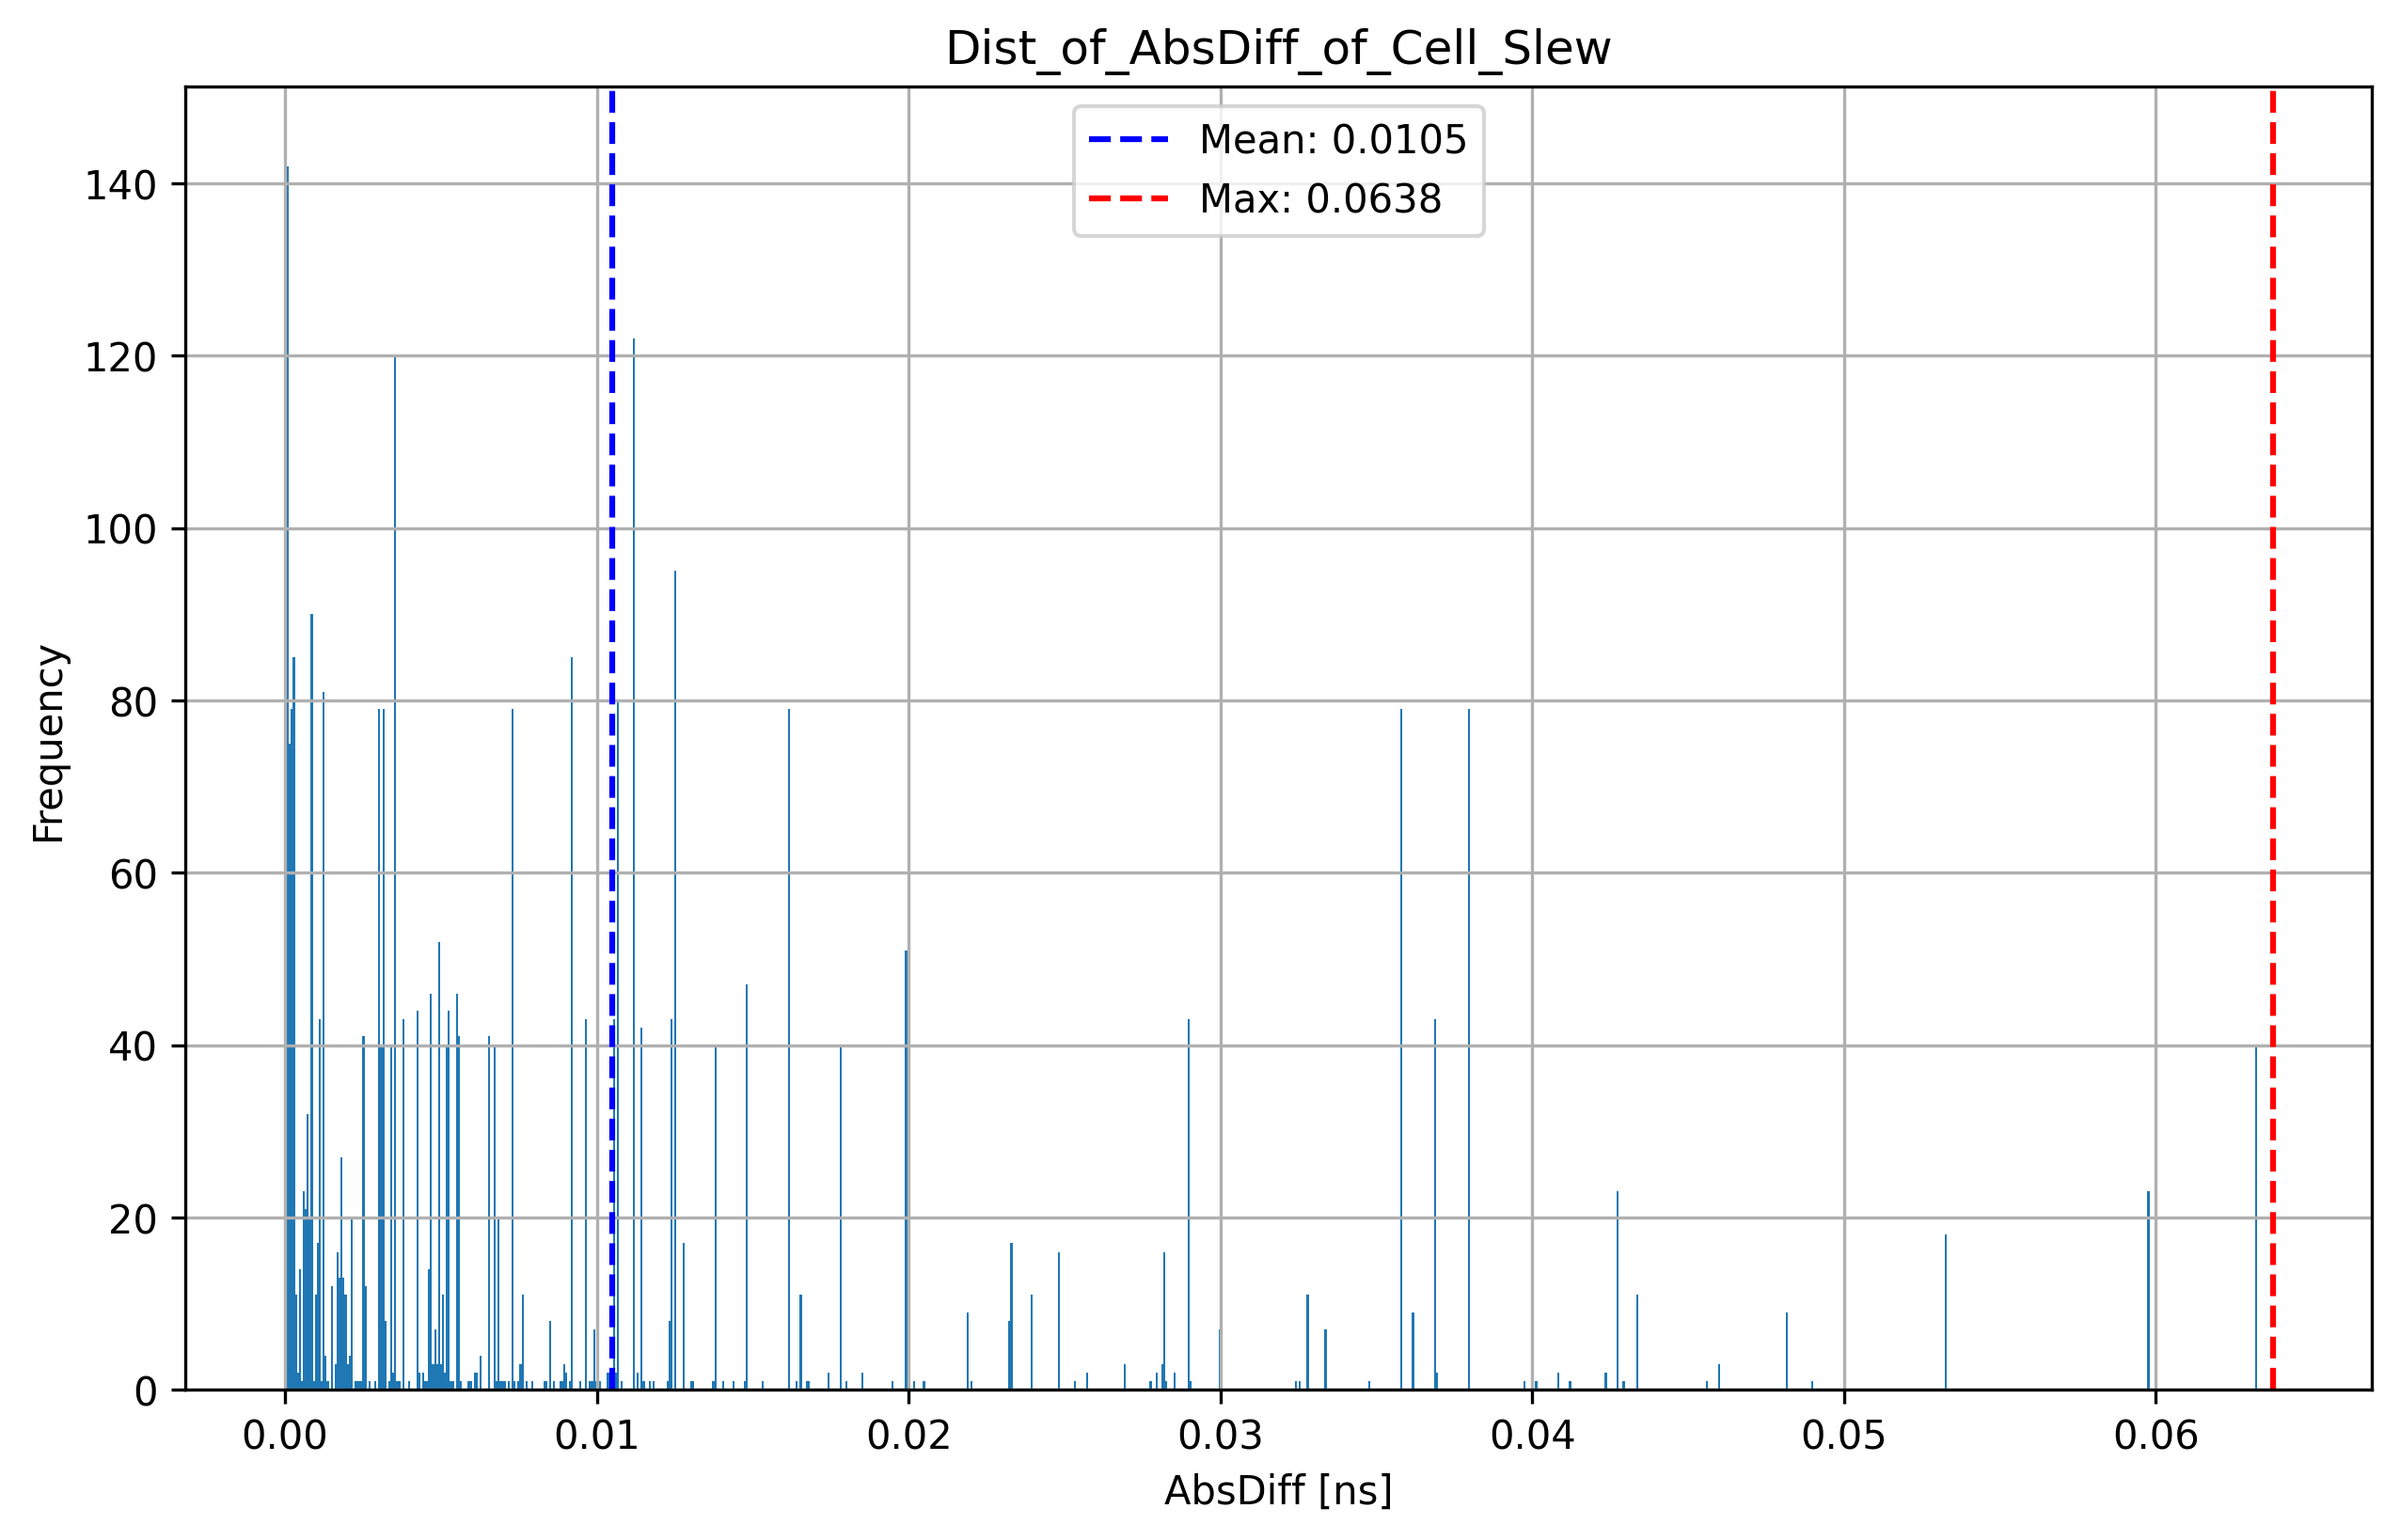 Dist_of_AbsDiff_of_Cell_Slew
Mean: 0.0105
Max: 0.0638
Frequency
140
120
100
80
60
40
20
0
0.00 0.01 0.02 0.03 0.04 0.05 0.06
AbsDiff [ns]